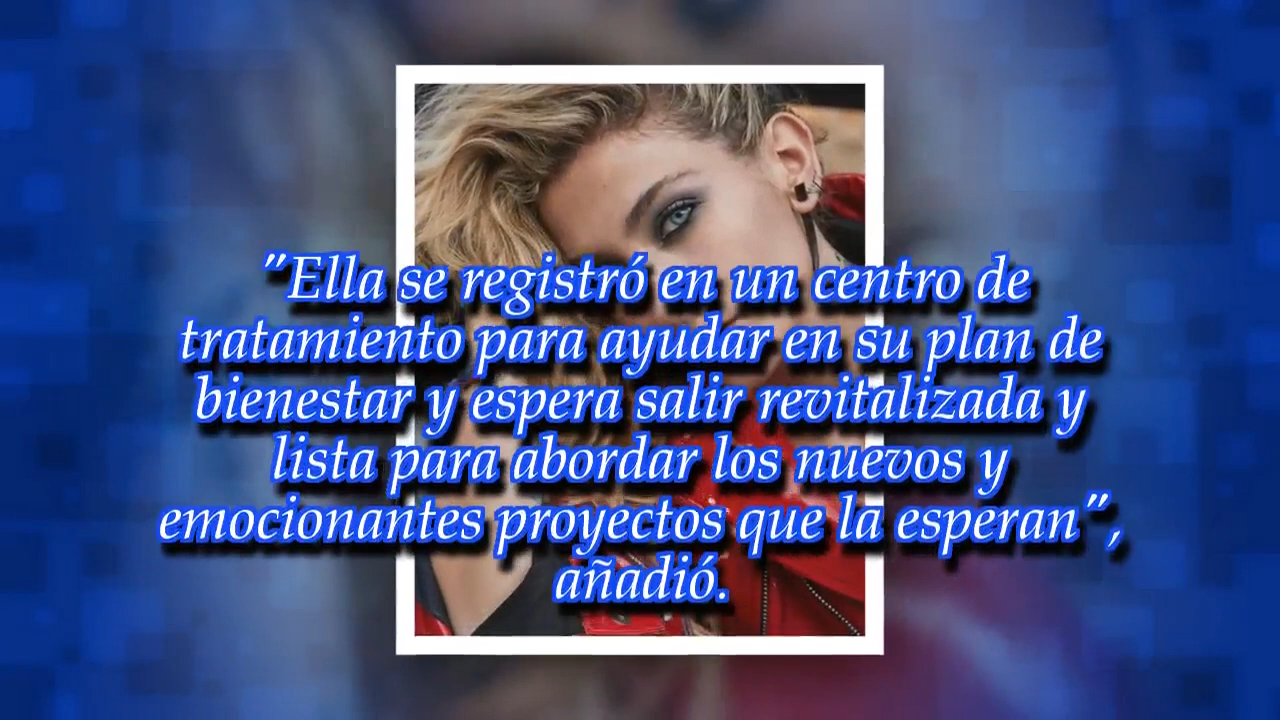 "Ella se registró en un centro de
tratamiento para ayudar en su plan de
bienestar y espera salir revitalizada y
lista para abordar los nuevos y
emocionantes proyectos que la esperan",
añadió.